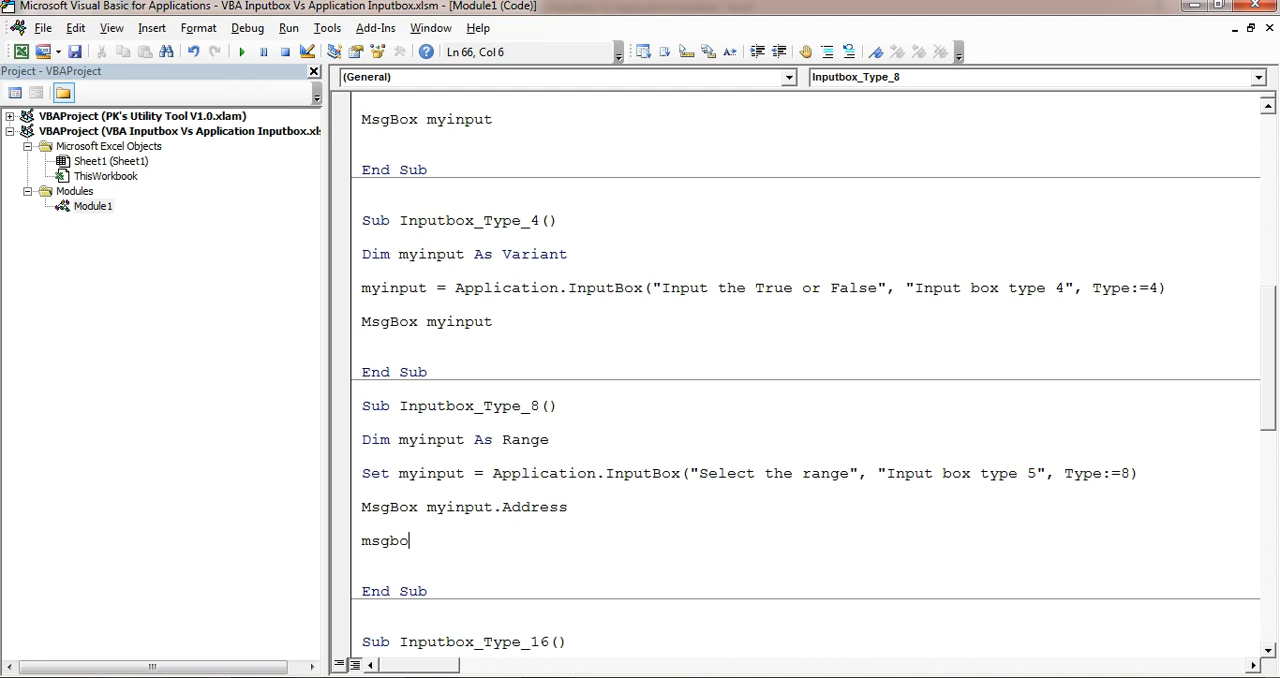 Microsoft Visual Basic for Applications - VBA Inputbox Vs Application Inputbox.xlsm - [Module1 (Code)]
File Edit View Insert Format Debug Run Tools Add-Ins Window Help
Ln 66, Col 6
Project - VBAProject
(General) Inputbox_Type_8
VBAProject (PK's Utility Tool V1.0.xlam)
VBAProject (VBA Inputbox Vs Application Inputbox.xls
Microsoft Excel Objects
Sheet1 (Sheet1)
ThisWorkbook
Modules
Module1
MsgBox myinput
End Sub
Sub Inputbox_Type_4()
Dim myinput As Variant
myinput = Application.InputBox("Input the True or False", "Input box type 4", Type:=4)
MsgBox myinput
End Sub
Sub Inputbox_Type_8()
Dim myinput As Range
Set myinput = Application.InputBox("Select the range", "Input box type 5", Type:=8)
MsgBox myinput.Address
msgbo
End Sub
Sub Inputbox_Type_16()